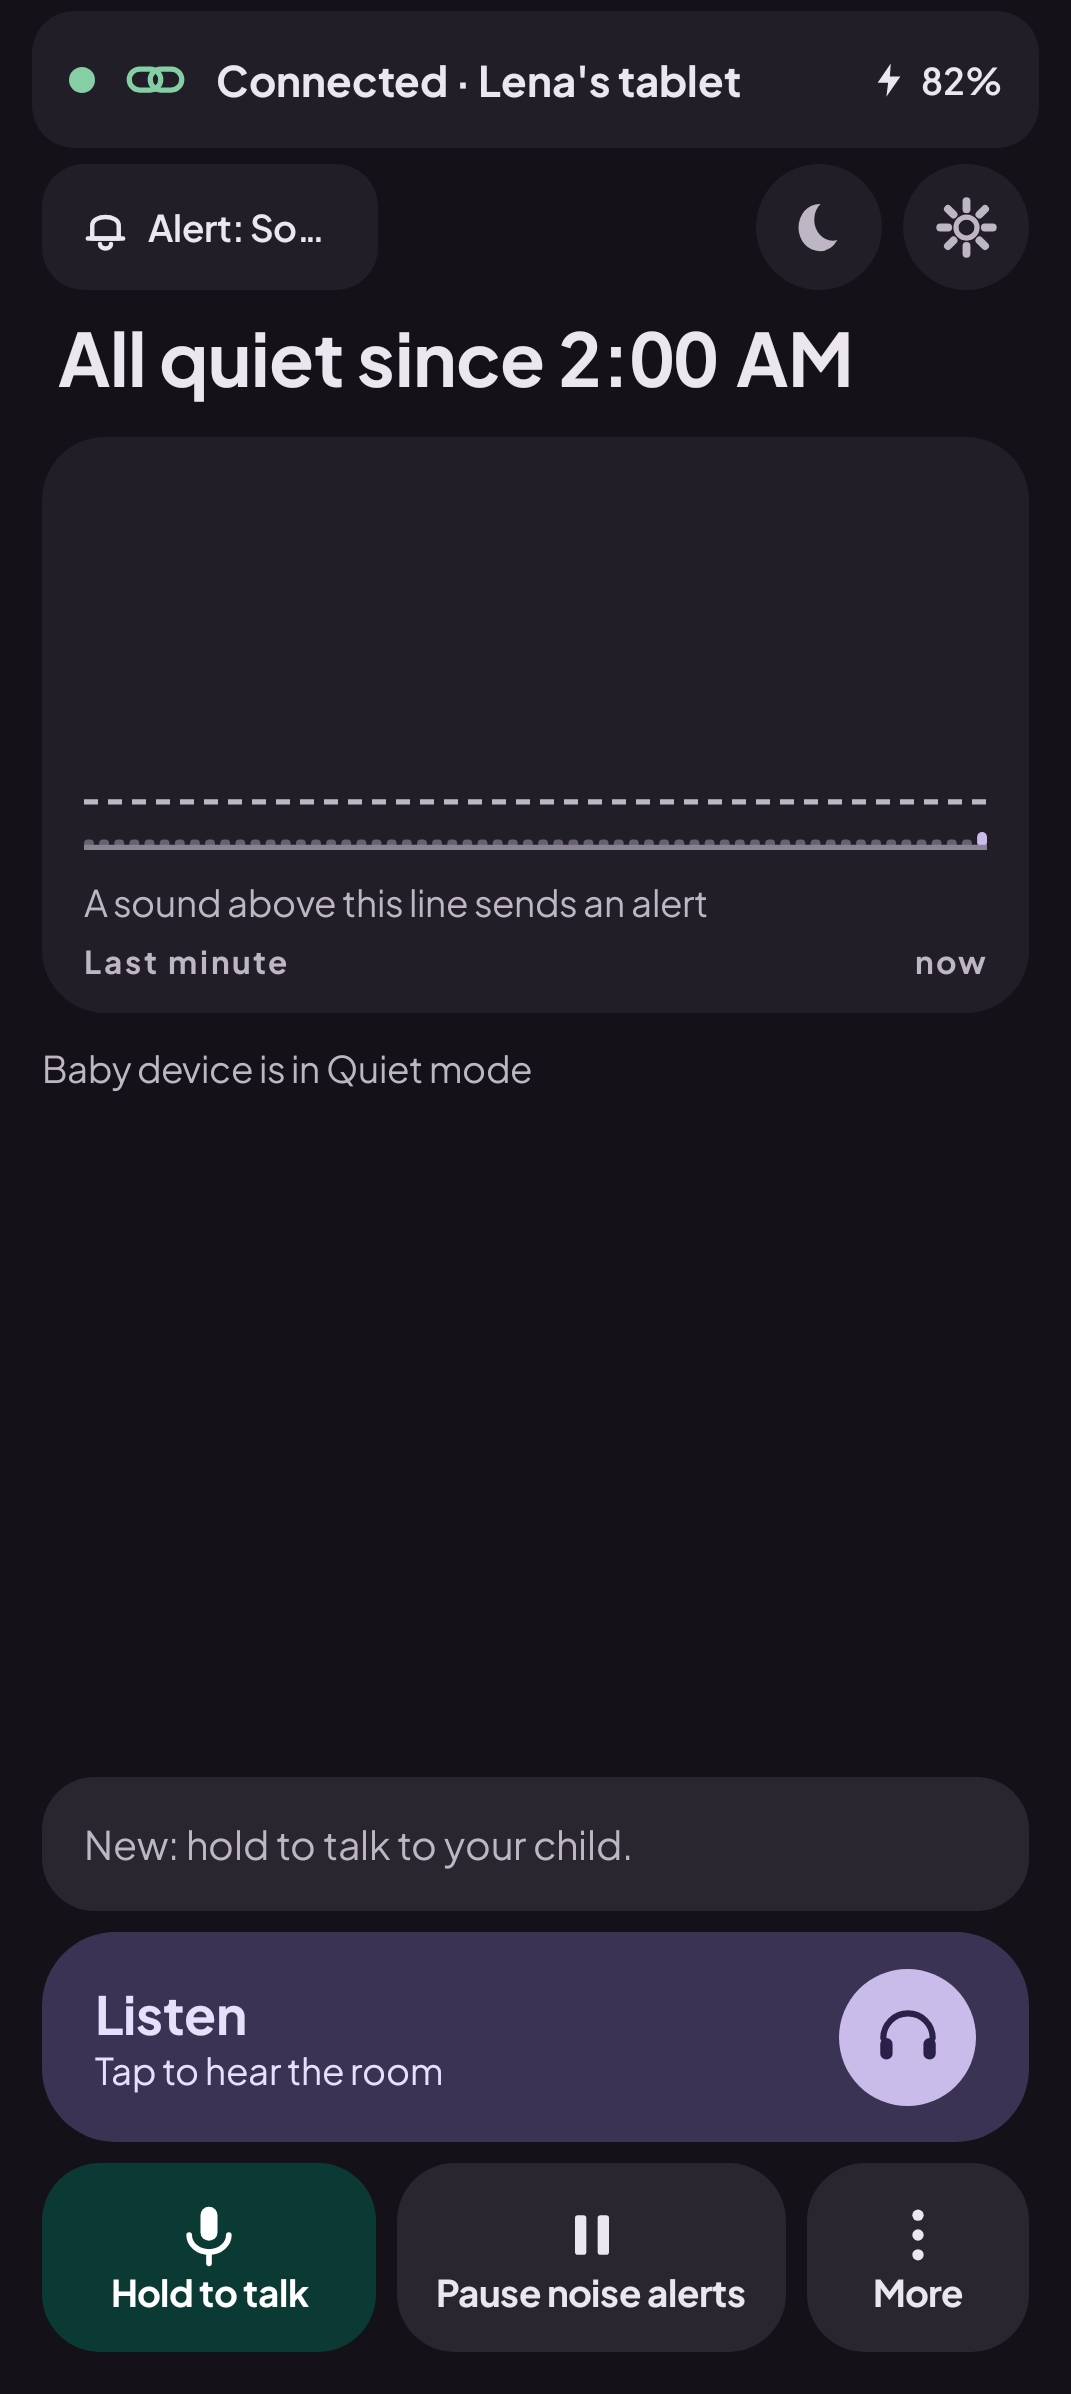 Connected · Lena's tablet
82%
Alert: So...
All quiet since 2:00 AM
A sound above this line sends an alert
Last minute
now
Baby device is in Quiet mode
New: hold to talk to your child.
Listen
Tap to hear the room
Hold to talk
Pause noise alerts
More